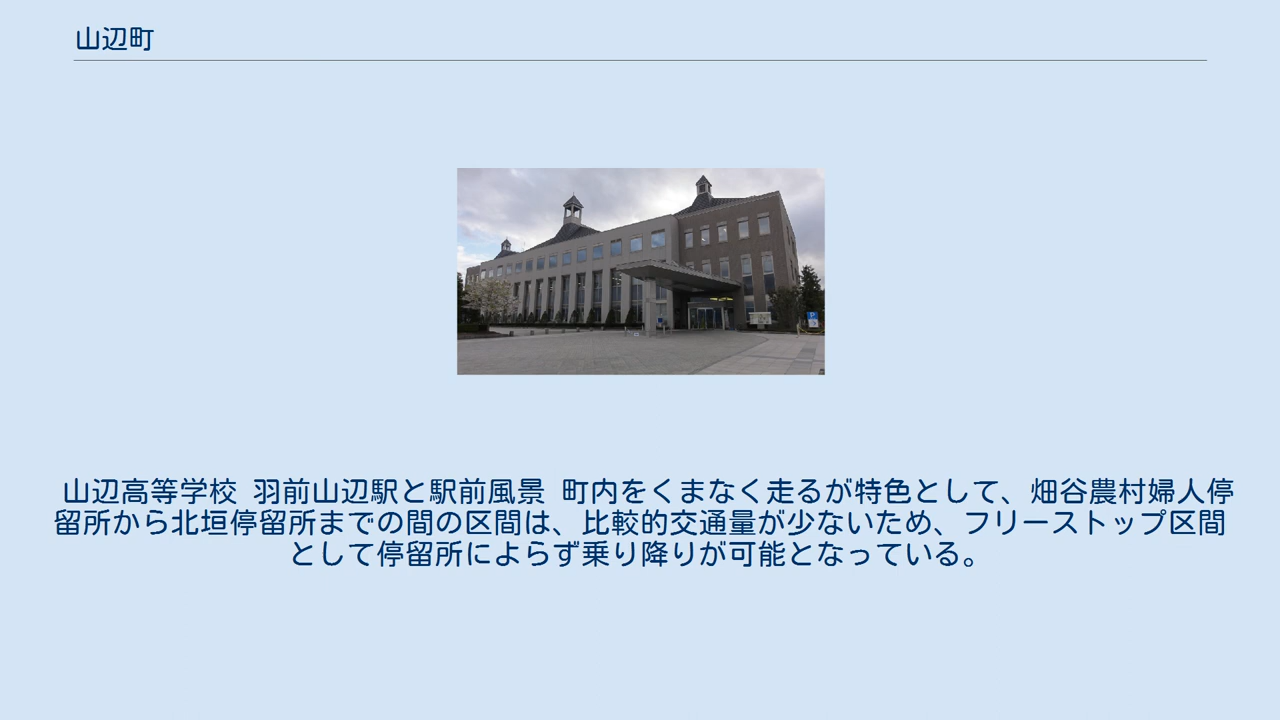 山辺町
山辺高等学校 羽前山辺駅と駅前風景 町内をくまなく走るが特色として、畑谷農村婦人停
留所から北垣停留所までの間の区間は、比較的交通量が少ないため、フリーストップ区間
として停留所によらず乗り降りが可能となっている。